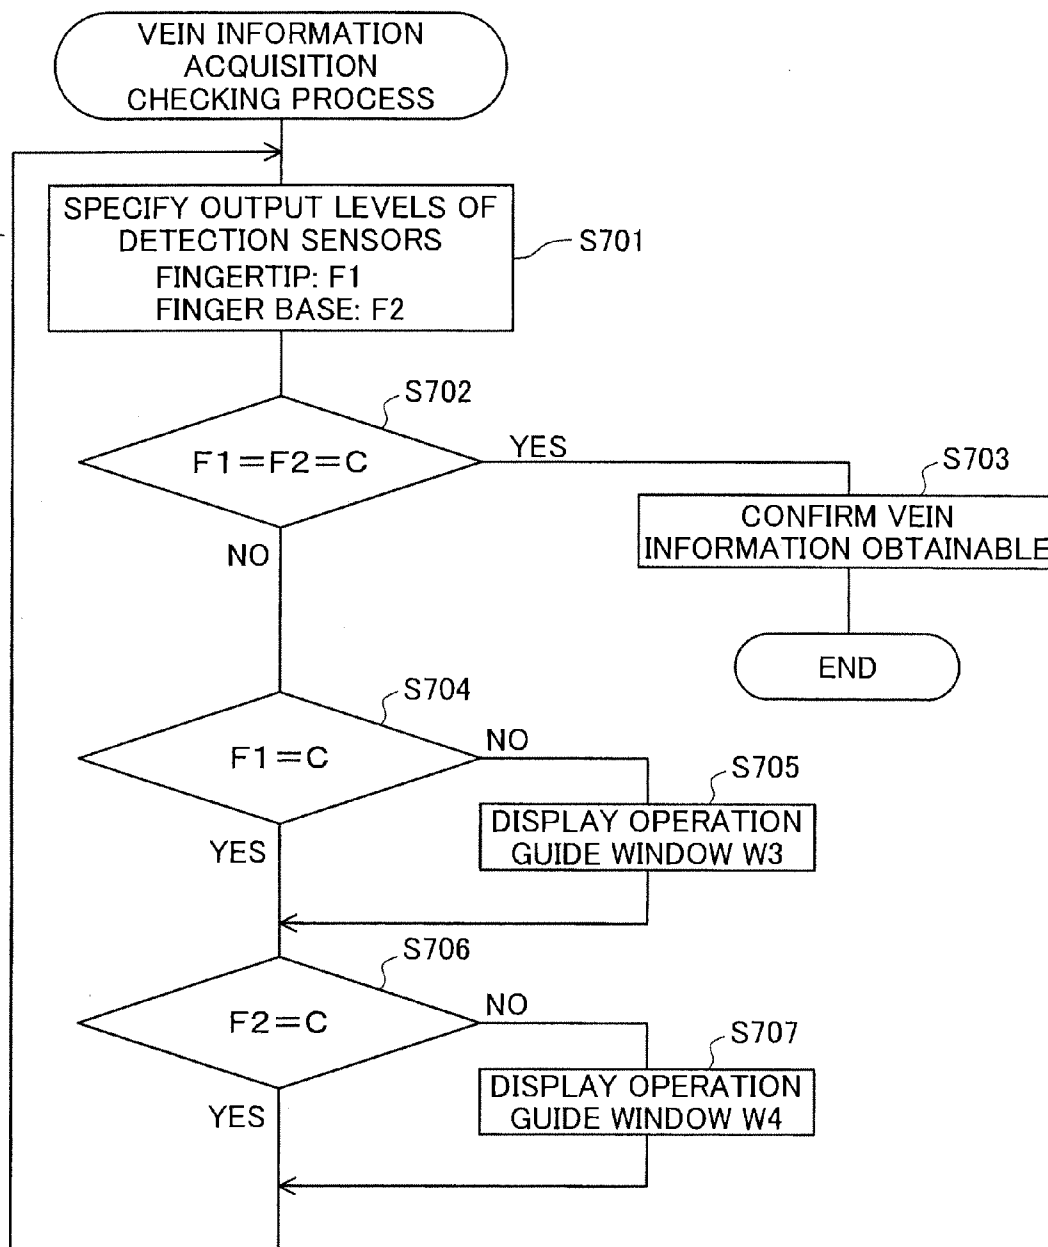 VEIN INFORMATION
ACQUISITION
CHECKING PROCESS
SPECIFY OUTPUT LEVELS OF
DETECTION SENSORS
FINGERTIP: F1
FINGER BASE: F2
S701
S702
F1=F2=C
YES
NO
S703
CONFIRM VEIN
INFORMATION OBTAINABLE
END
S704
F1=C
NO
YES
S705
DISPLAY OPERATION
GUIDE WINDOW W3
S706
F2=C
NO
YES
S707
DISPLAY OPERATION
GUIDE WINDOW W4